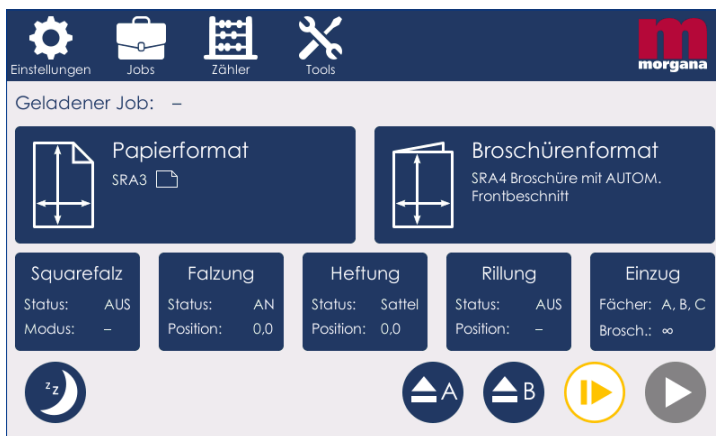 Einstellungen
Jobs
Zähler
Tools
m
morgana
Geladener Job: –
Papierformat
SRA3
Broschürenformat
SRA4 Broschüre mit AUTOM.
Frontbeschnitt
Squarefalz
Status: AUS
Modus: –
Falzung
Status: AN
Position: 0,0
Heftung
Status: Sattel
Position: 0,0
Rillung
Status: AUS
Position: –
Einzug
Fächer: A, B, C
Brosch.: ∞
z z
A
B